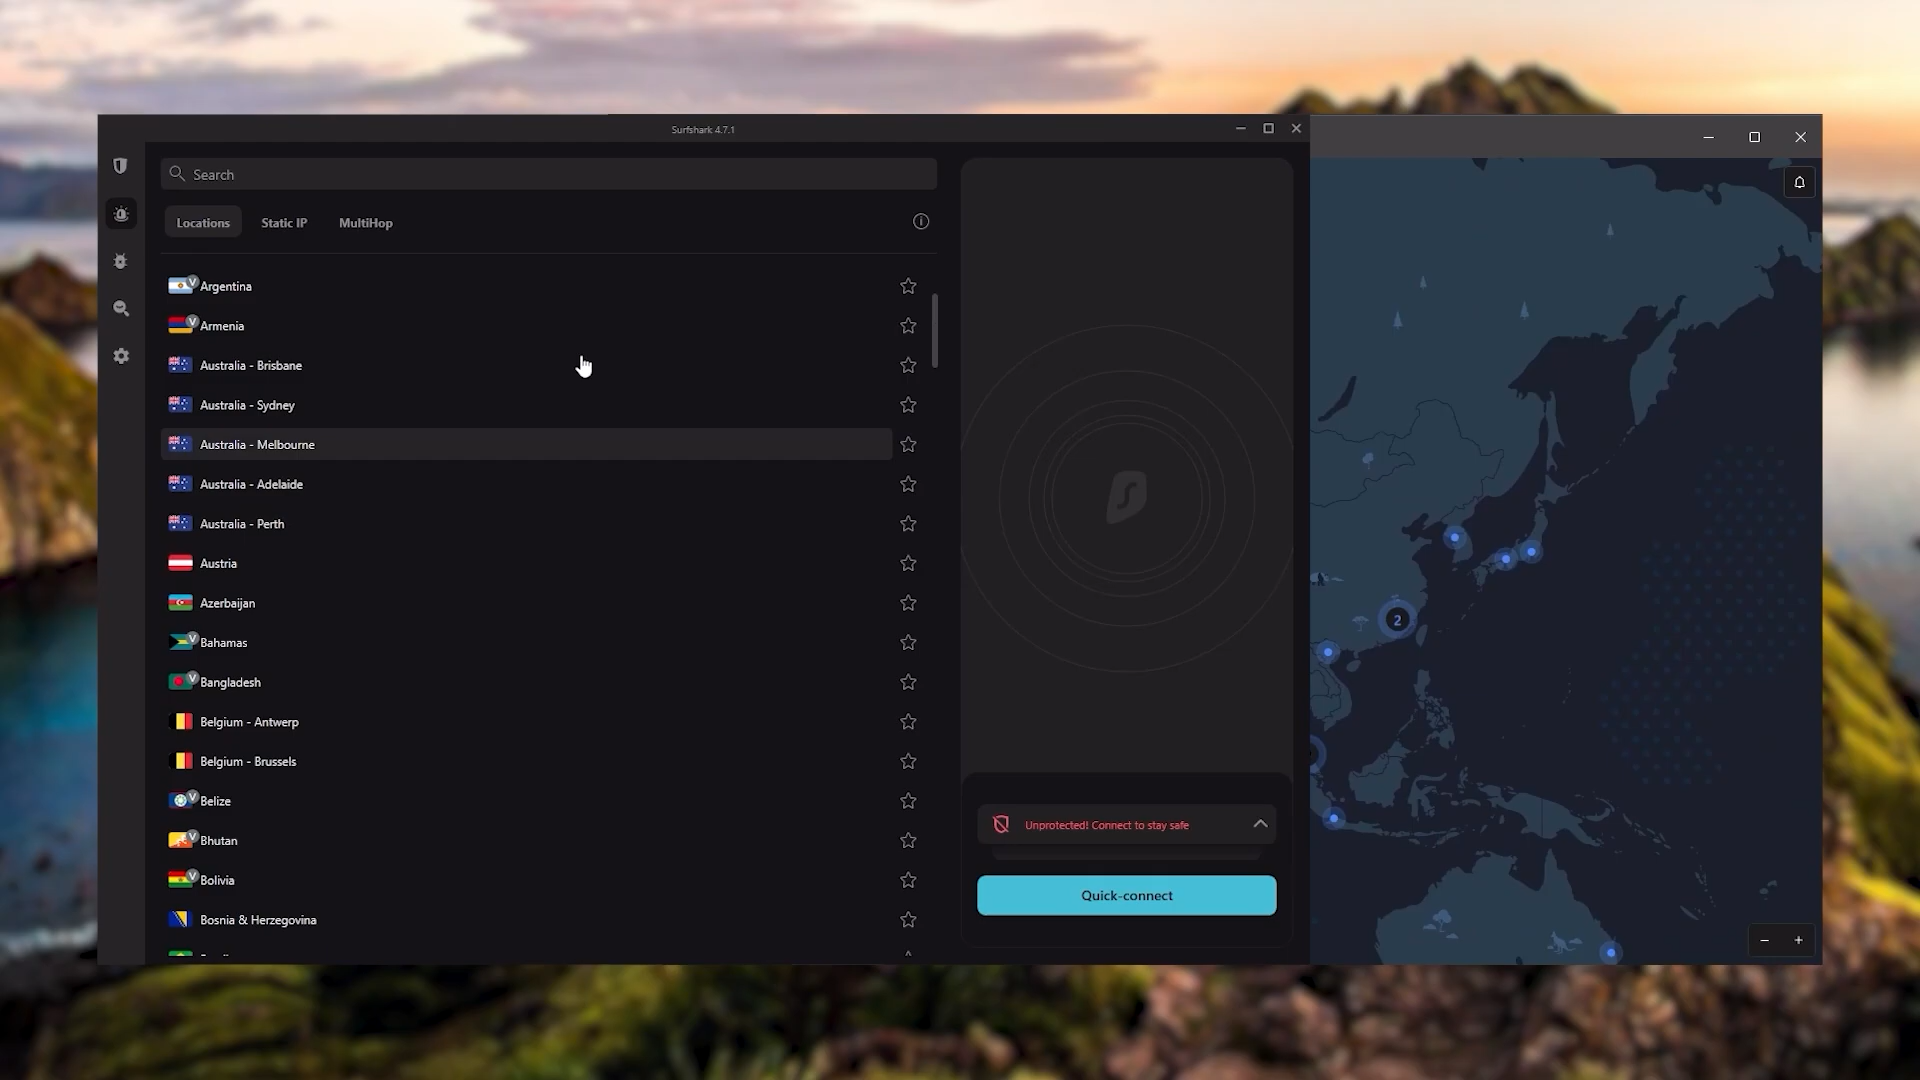 Surfshark 4.7.1
Search
Locations
Static IP
MultiHop
V
Argentina
V
Armenia
Australia - Brisbane
Australia - Sydney
Australia - Melbourne
Australia - Adelaide
Australia - Perth
Austria
Azerbaijan
V
Bahamas
V
Bangladesh
Belgium - Antwerp
Belgium - Brussels
V
Belize
V
Bhutan
V
Bolivia
Bosnia & Herzegovina
Unprotected! Connect to stay safe
Quick-connect
2